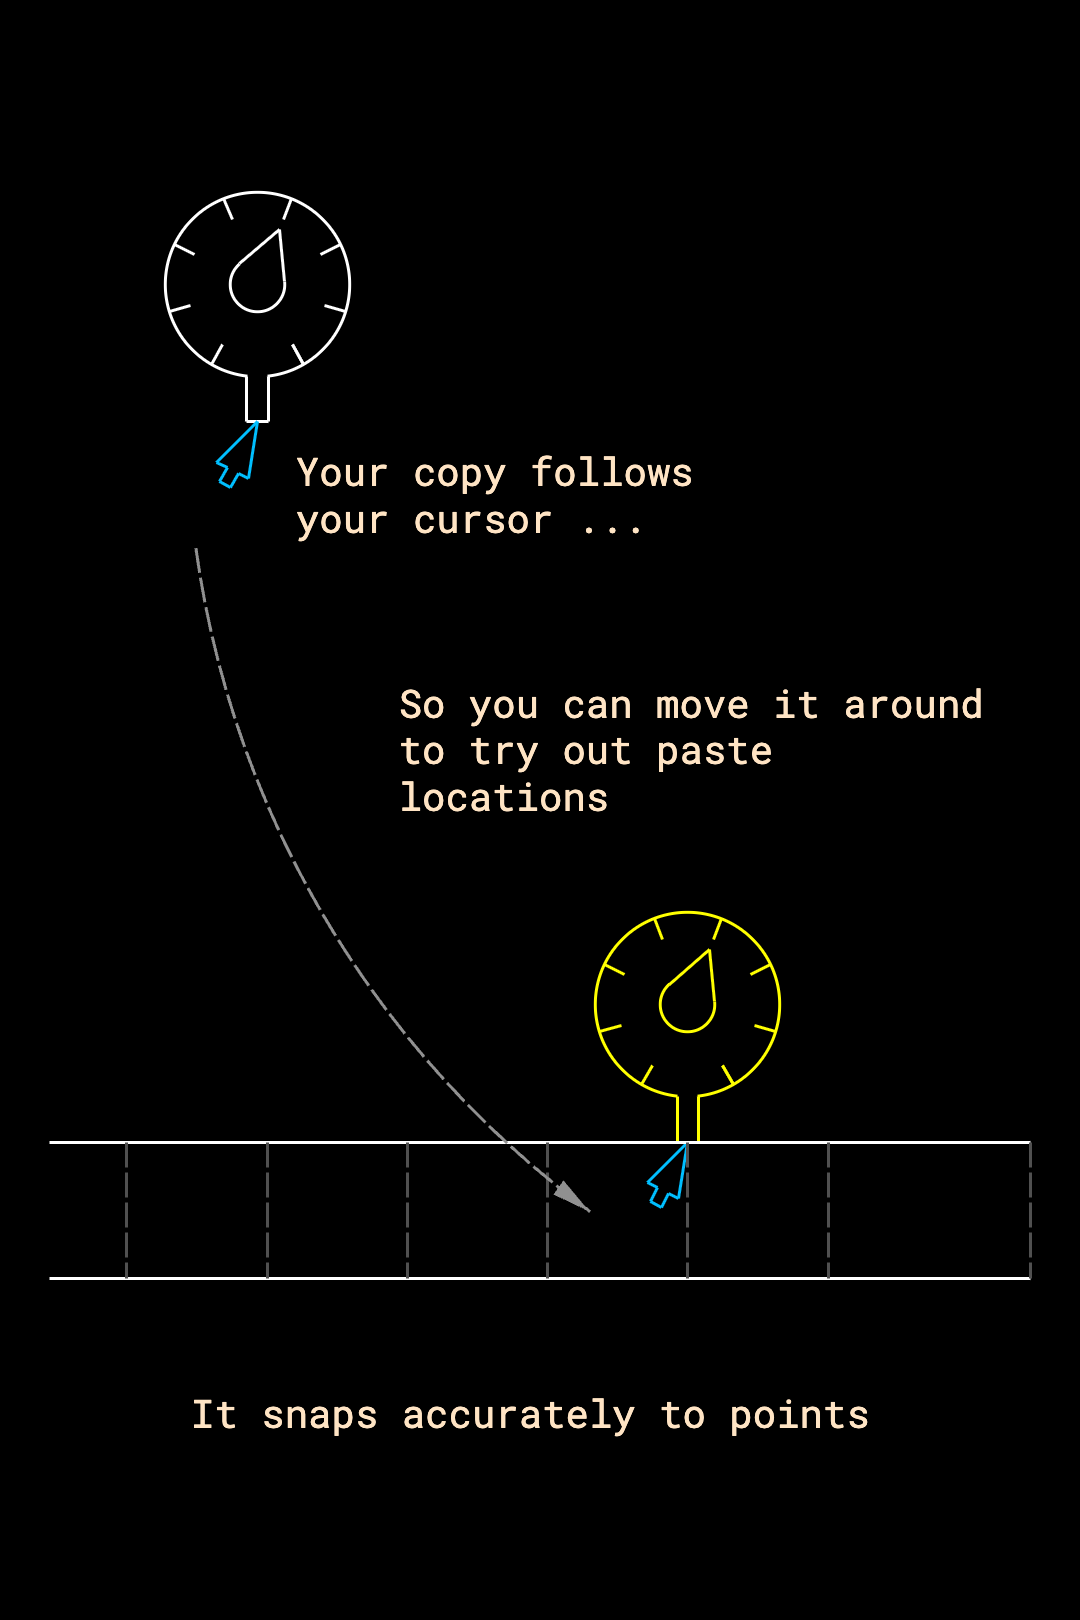 Your copy follows
your cursor ...
So you can move it around
to try out paste
locations
It snaps accurately to points